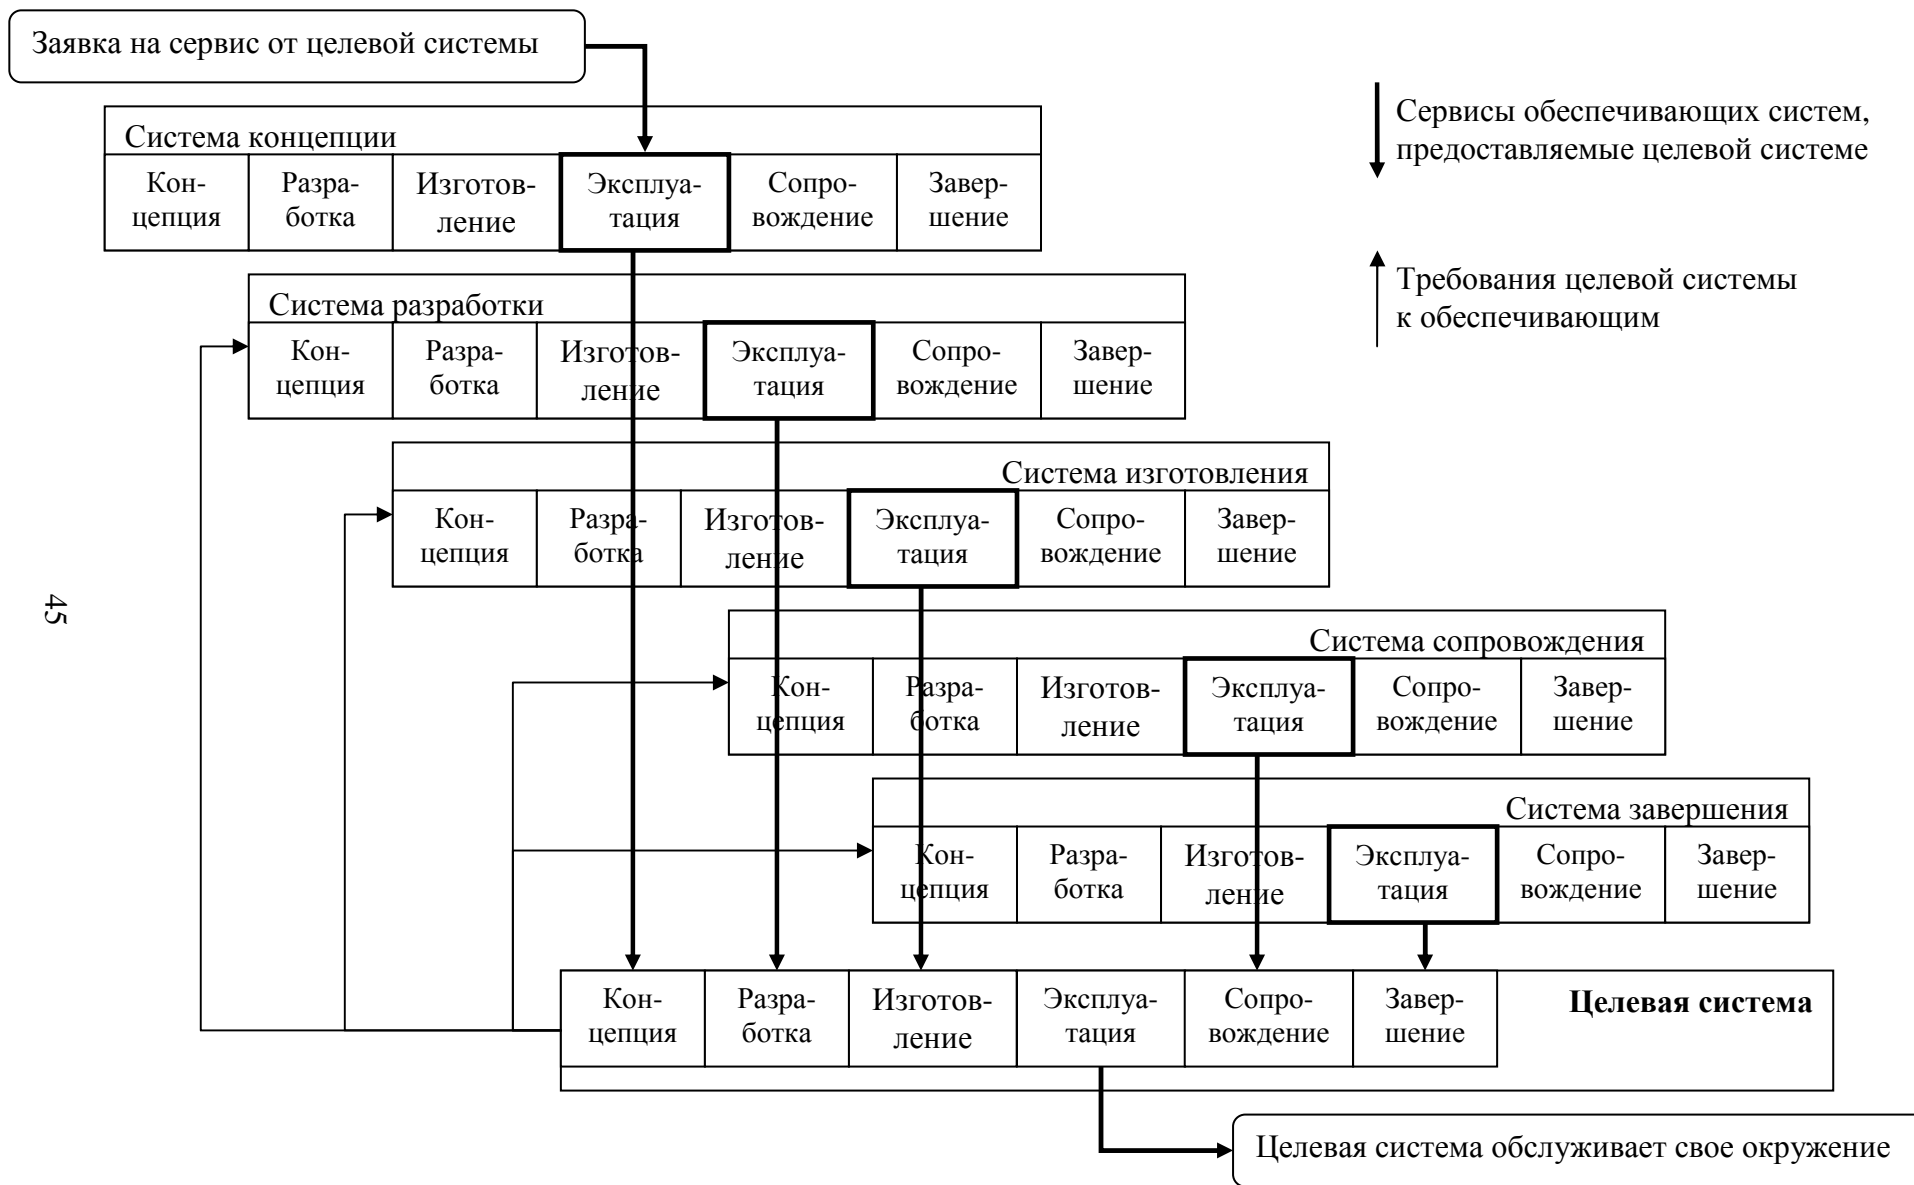 Заявка на сервис от целевой системы
Сервисы обеспечивающих систем,
предоставляемые целевой системе
Требования целевой системы
к обеспечивающим
Система концепции
Кон-
цепция
Разра-
ботка
Изготов-
ление
Эксплуа-
тация
Сопро-
вождение
Завер-
шение
Система разработки
Кон-
цепция
Разра-
ботка
Изготов-
ление
Эксплуа-
тация
Сопро-
вождение
Завер-
шение
Система изготовления
Кон-
цепция
Разра-
ботка
Изготов-
ление
Эксплуа-
тация
Сопро-
вождение
Завер-
шение
45
Система сопровождения
Кон-
цепция
Разра-
ботка
Изготов-
ление
Эксплуа-
тация
Сопро-
вождение
Завер-
шение
Система завершения
Кон-
цепция
Разра-
ботка
Изготов-
ление
Эксплуа-
тация
Сопро-
вождение
Завер-
шение
Кон-
цепция
Разра-
ботка
Изготов-
ление
Эксплуа-
тация
Сопро-
вождение
Завер-
шение
Целевая система
Целевая система обслуживает свое окружение